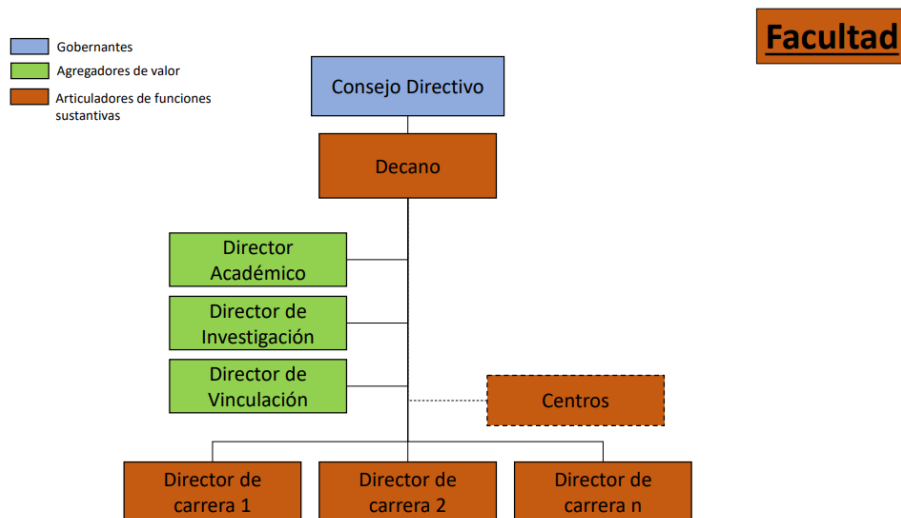 Facultad
Gobernantes
Agregadores de valor
Articuladores de funciones
sustantivas
Consejo Directivo
Decano
Director
Académico
Director de
Investigación
Director de
Vinculación
Centros
Director de
carrera 1
Director de
carrera 2
Director de
carrera n